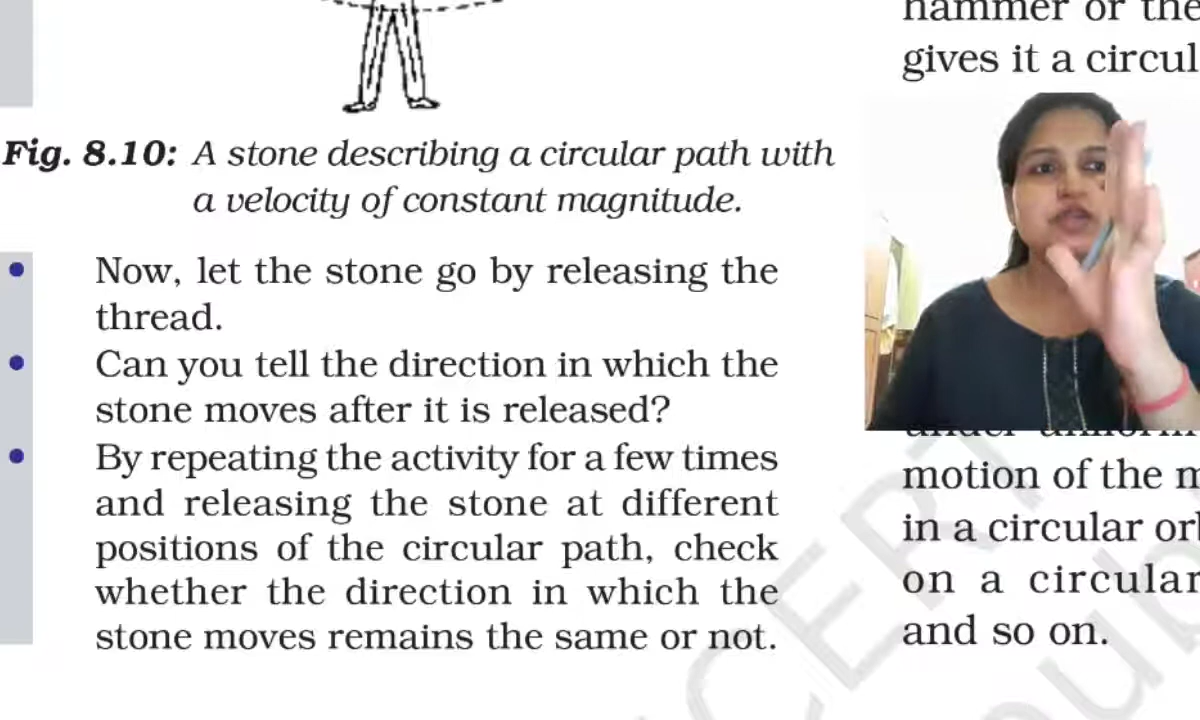 Fig. 8.10: A stone describing a circular path with
a velocity of constant magnitude.
• Now, let the stone go by releasing the
thread.
• Can you tell the direction in which the
stone moves after it is released?
• By repeating the activity for a few times
and releasing the stone at different
positions of the circular path, check
whether the direction in which the
stone moves remains the same or not.
hammer or the
gives it a circul
motion of the m
in a circular or
on a circular
and so on.